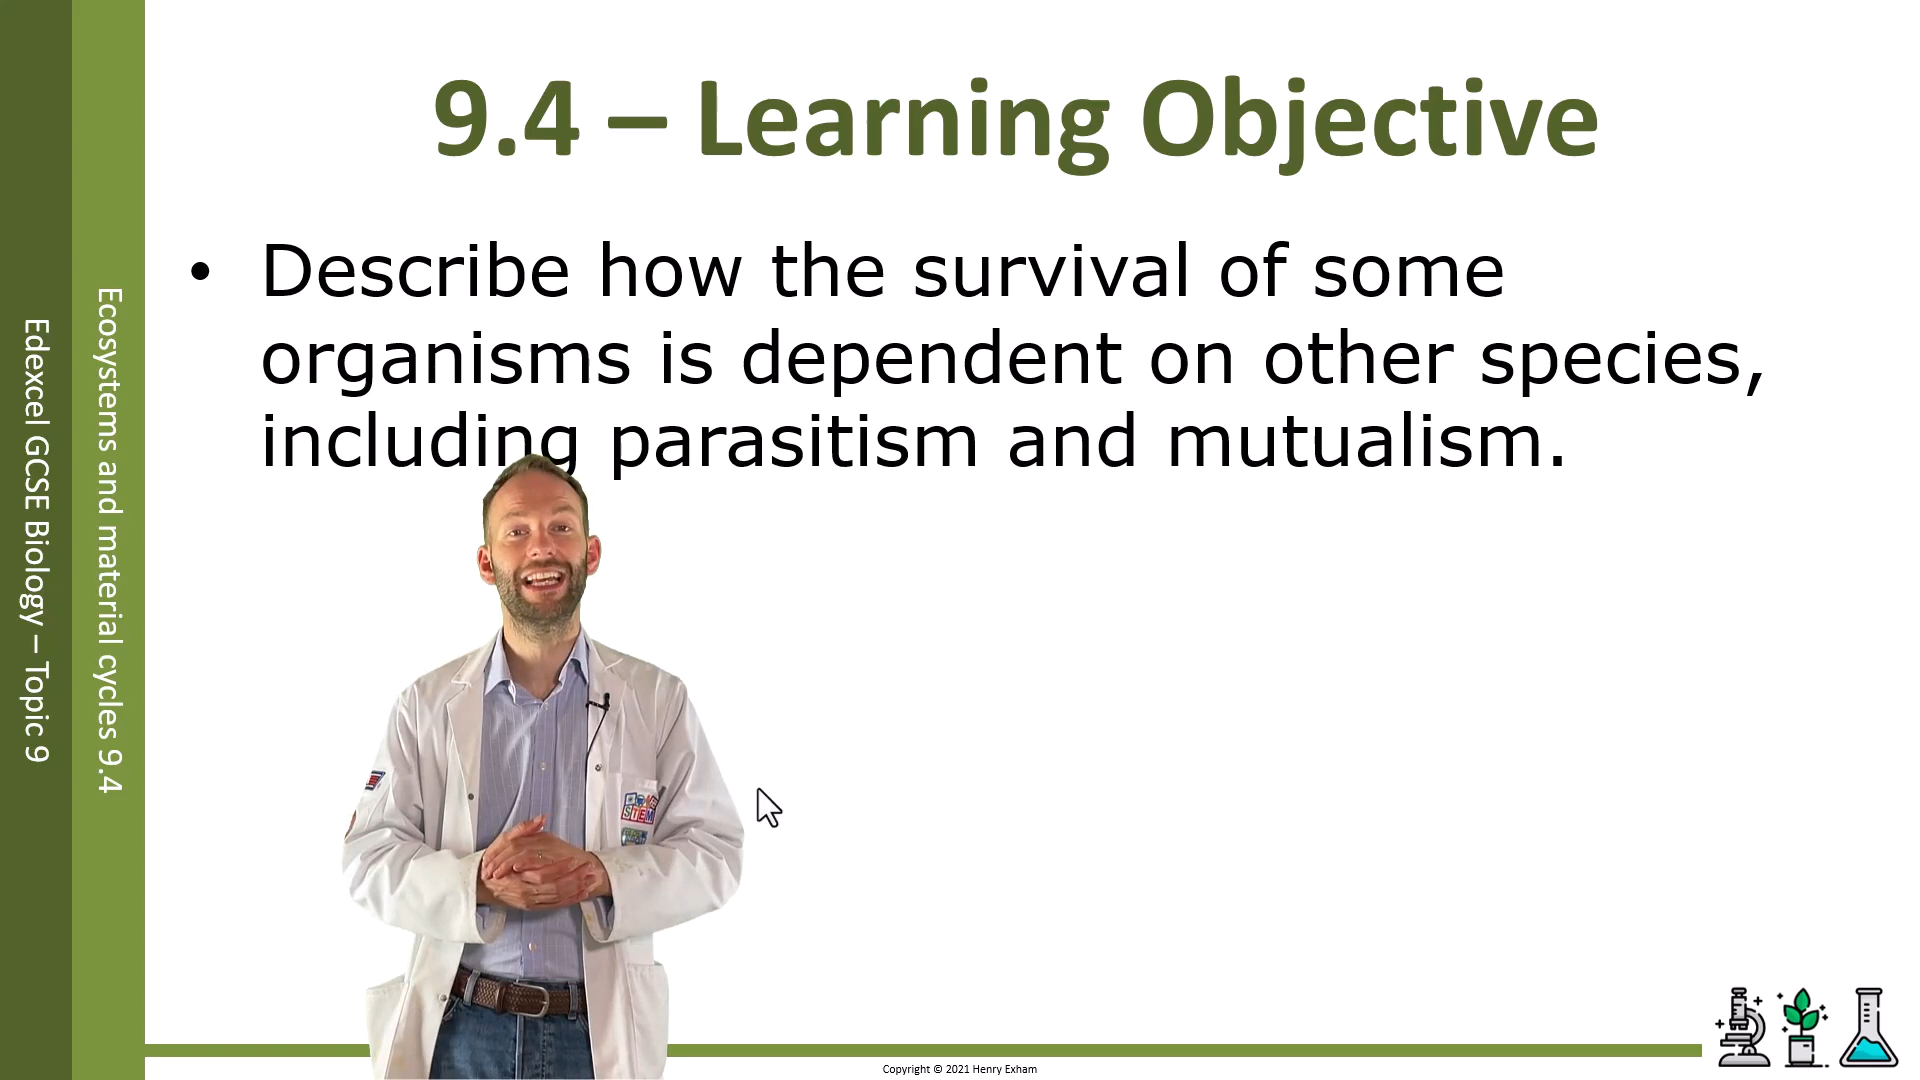 9.4 – Learning Objective
• Describe how the survival of some
organisms is dependent on other species,
including parasitism and mutualism.
Ecosystems and material cycles 9.4
Edexcel GCSE Biology – Topic 9
STEM
Copyright © 2021 Henry Exham